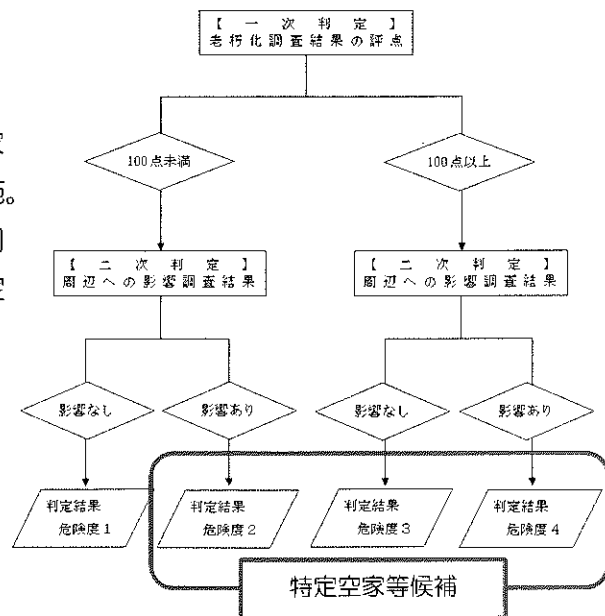 【一次判定】
老朽化調査結果の評点
100点未満
100点以上
【二次判定】
周辺への影響調査結果
【二次判定】
周辺への影響調査結果
影響なし
影響あり
影響なし
影響あり
判定結果
危険度1
判定結果
危険度2
判定結果
危険度3
判定結果
危険度4
特定空家等候補